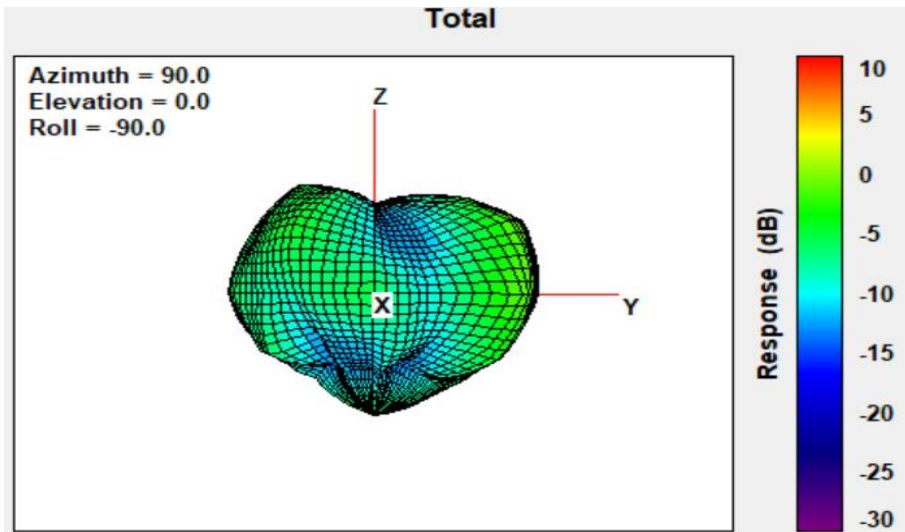 Total
Azimuth = 90.0
Elevation = 0.0
Roll = -90.0
Z
X
Y
Response (dB)
10
5
0
-5
-10
-15
-20
-25
-30